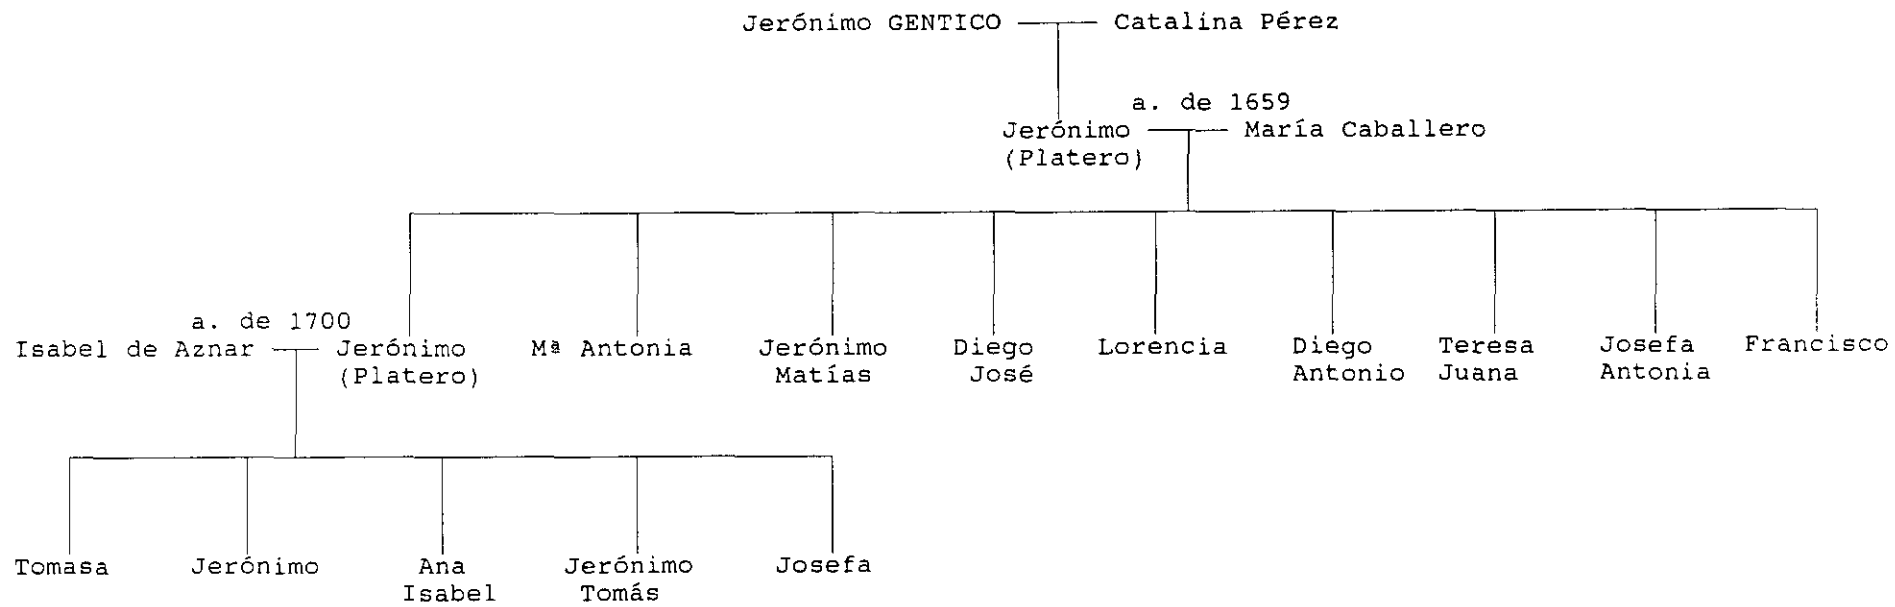 Jerónimo GENTICO Catalina Pérez
a. de 1659
Jerónimo María Caballero
(Platero)
a. de 1700
Isabel de Aznar Jerónimo Mª Antonia Jerónimo Diego Lorencia Diego Teresa Josefa Francisco
(Platero) Matías José Antonio Juana Antonia
Tomasa Jerónimo Ana Jerónimo Josefa
Isabel Tomás